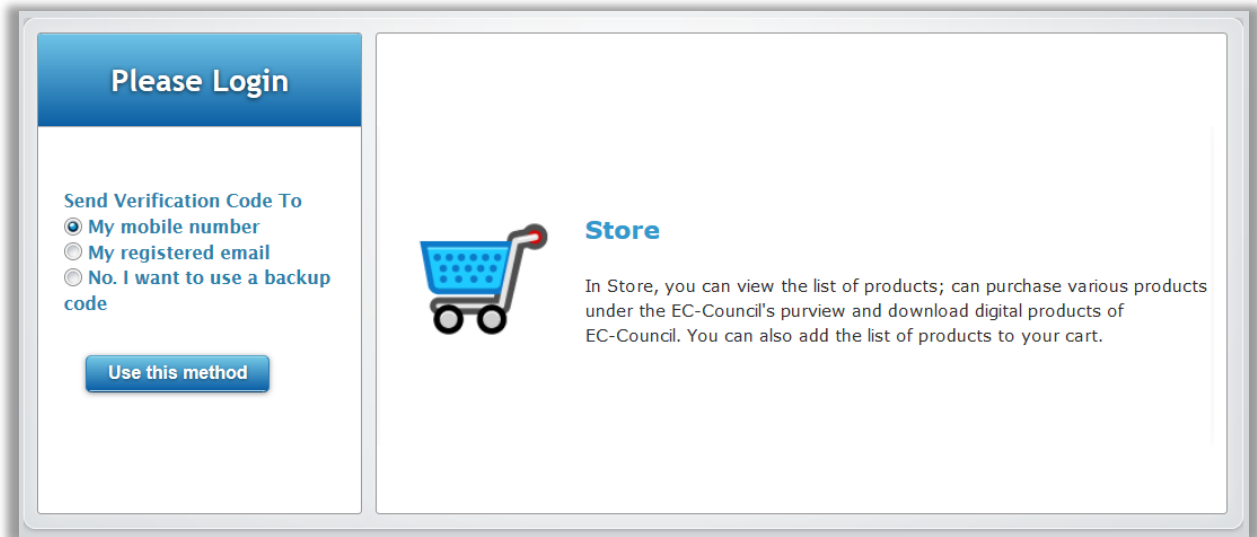 Please Login
Send Verification Code To
My mobile number
My registered email
No. I want to use a backup
code
Use this method
Store
In Store, you can view the list of products; can purchase various products
under the EC-Council's purview and download digital products of
EC-Council. You can also add the list of products to your cart.